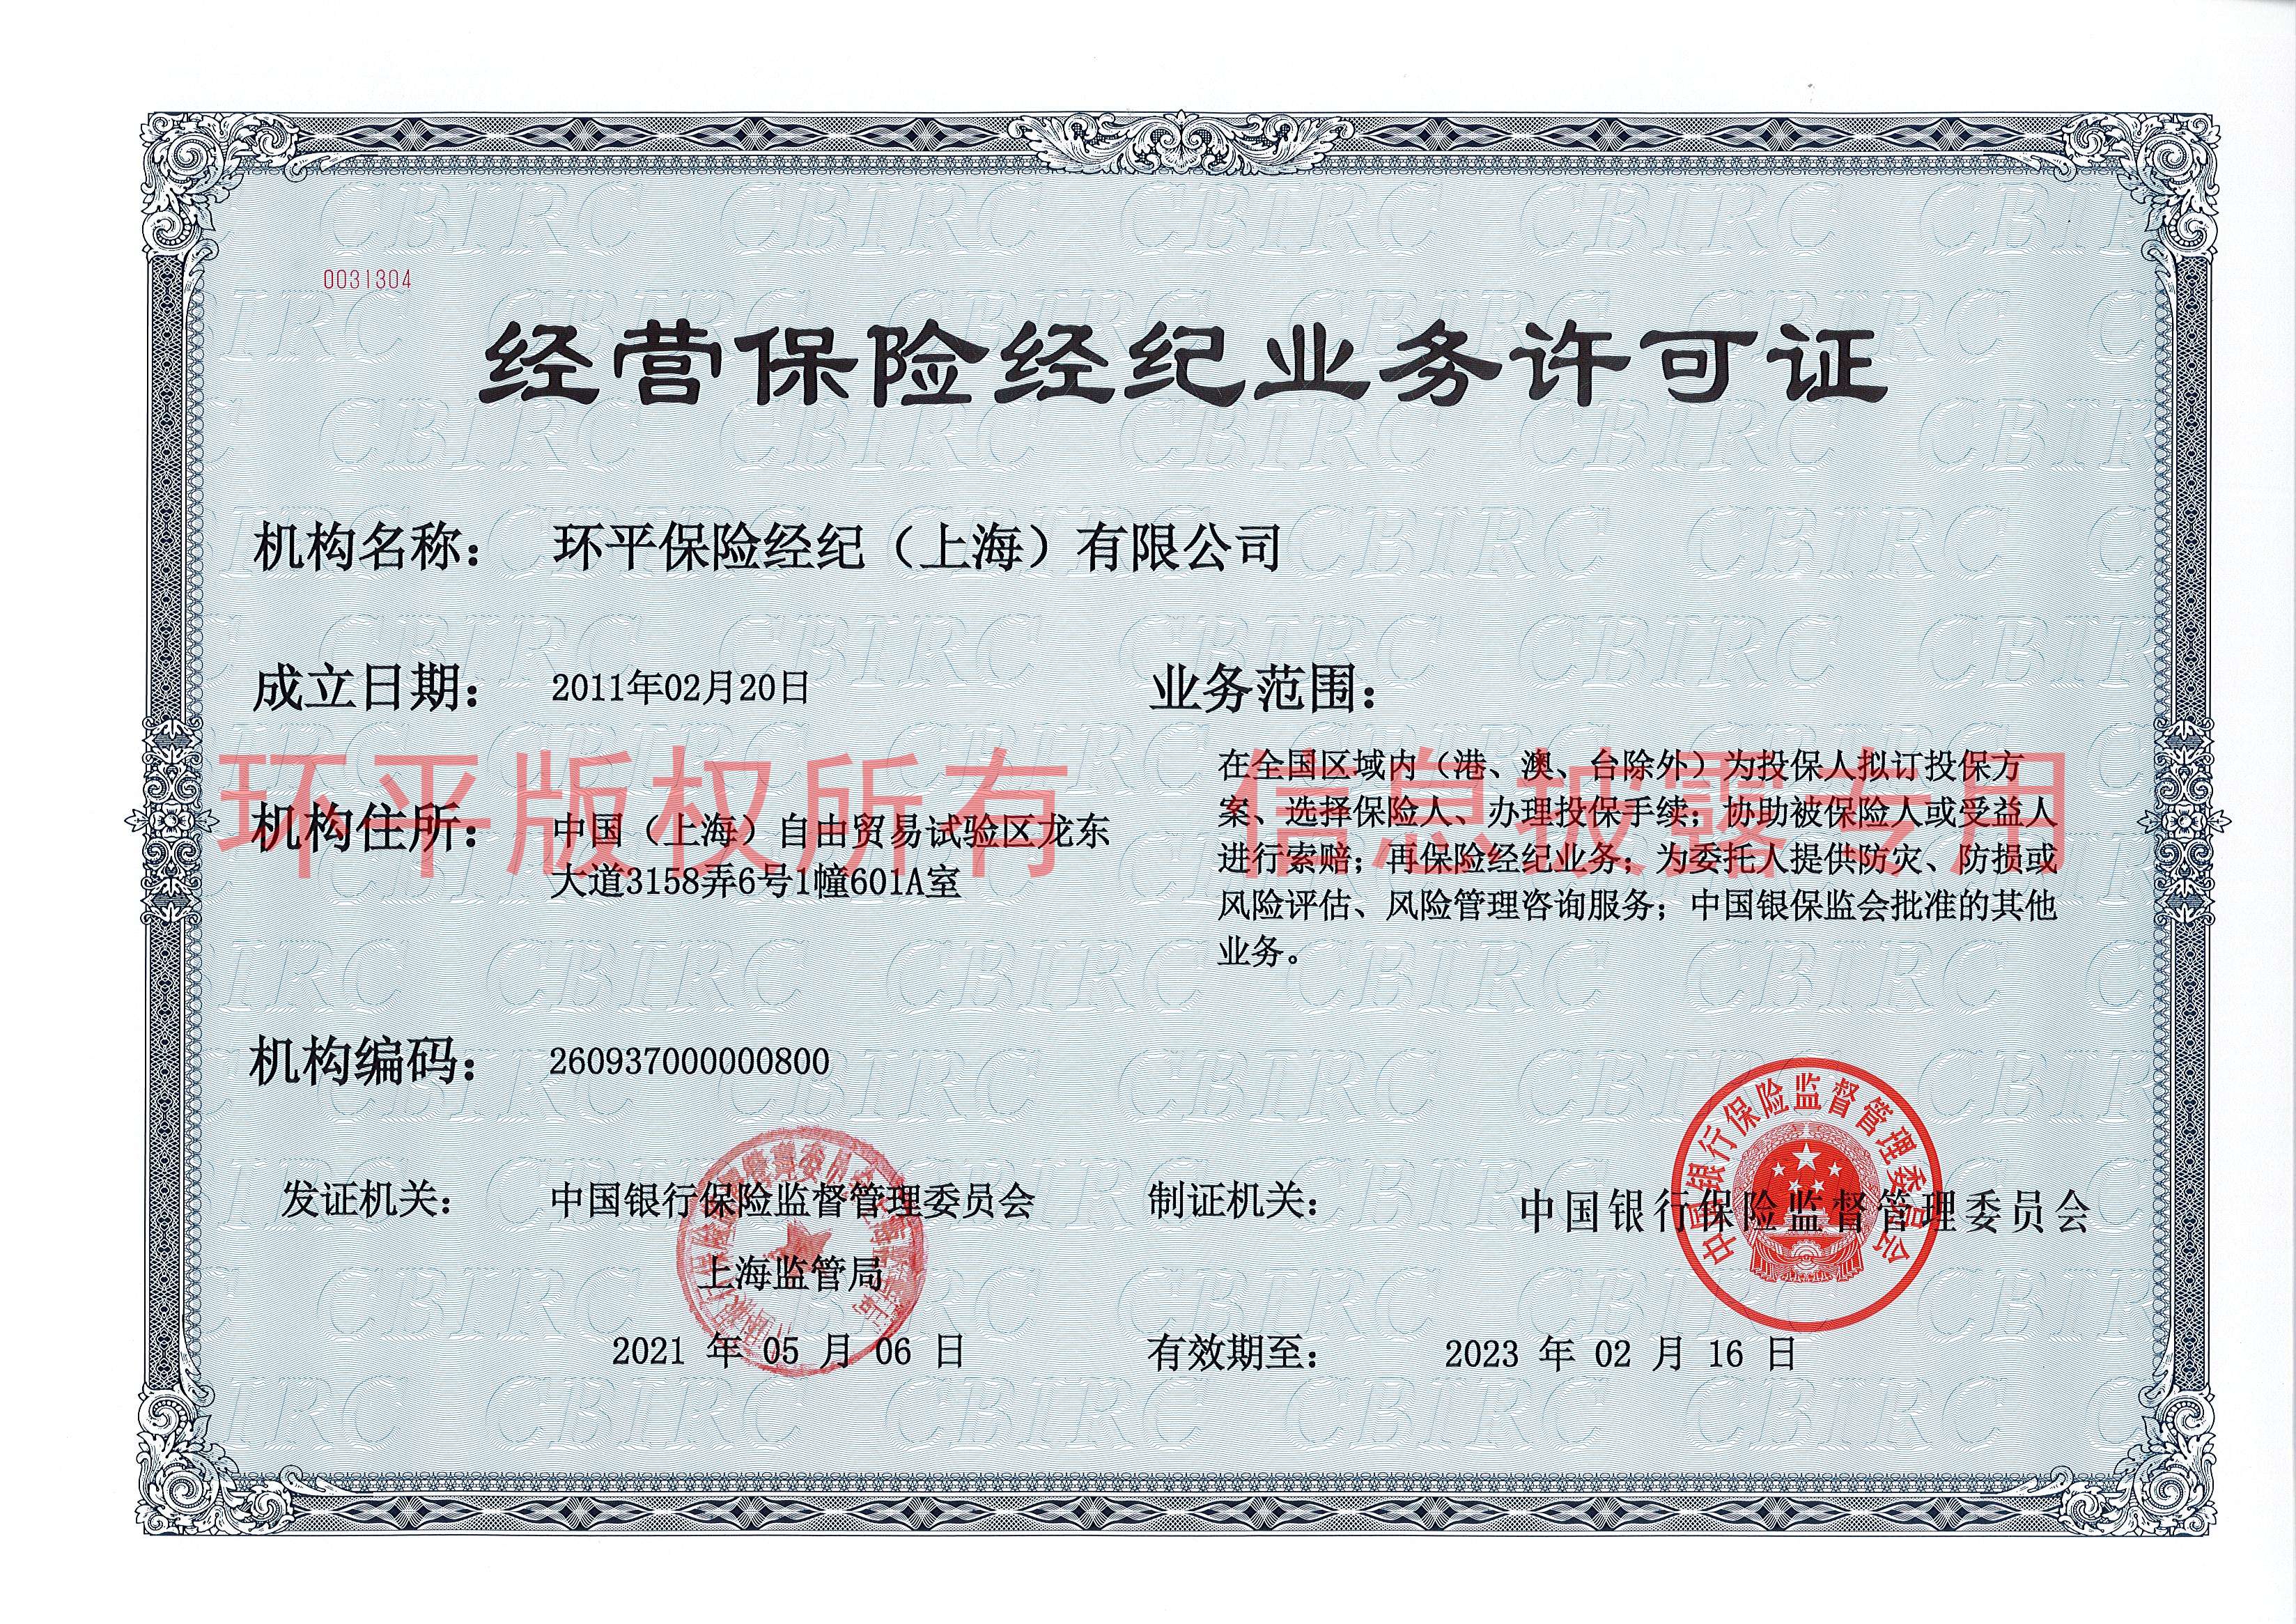 0031304
经营保险经纪业务许可证
机构名称： 环平保险经纪（上海）有限公司
成立日期： 2011年02月20日
机构住所： 中国（上海）自由贸易试验区龙东
大道3158弄6号1幢601A室
业务范围：
在全国区域内（港、澳、台除外）为投保人拟订投保方
案、选择保险人、办理投保手续；协助被保险人或受益人
进行索赔；再保险经纪业务；为委托人提供防灾、防损或
风险评估、风险管理咨询服务；中国银保监会批准的其他
业务。
环平版权所有 信息披露专用
机构编码： 260937000000800
发证机关： 中国银行保险监督管理委员会
上海监管局
2021 年 05 月 06 日
制证机关： 中国银行保险监督管理委员会
中国银行保险监督管理委员会
有效期至： 2023 年 02 月 16 日
CBIRC